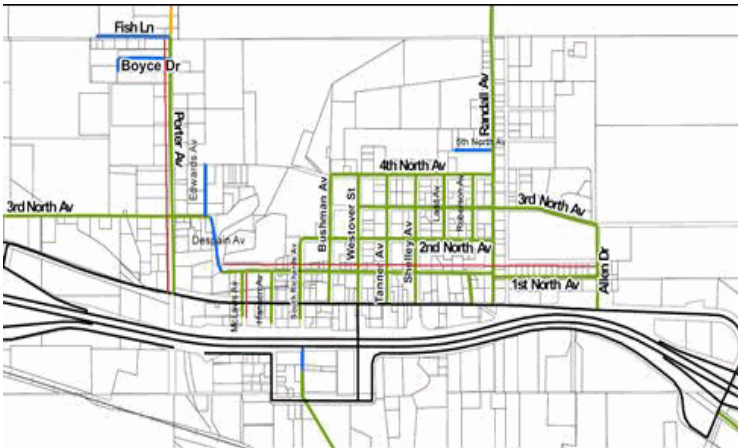 Fish Ln
Boyce Dr
Porter Av
Edwards Av
Randall Av
5th North Av
4th North Av
3rd North Av
Despain Av
Bushman Av
Westover St
Tanner Av
Shelley Av
Ladd Av
Roberson Av
3rd North Av
2nd North Av
1st North Av
Allen Dr
McLaws Av
Hansen Av
South Richards Av